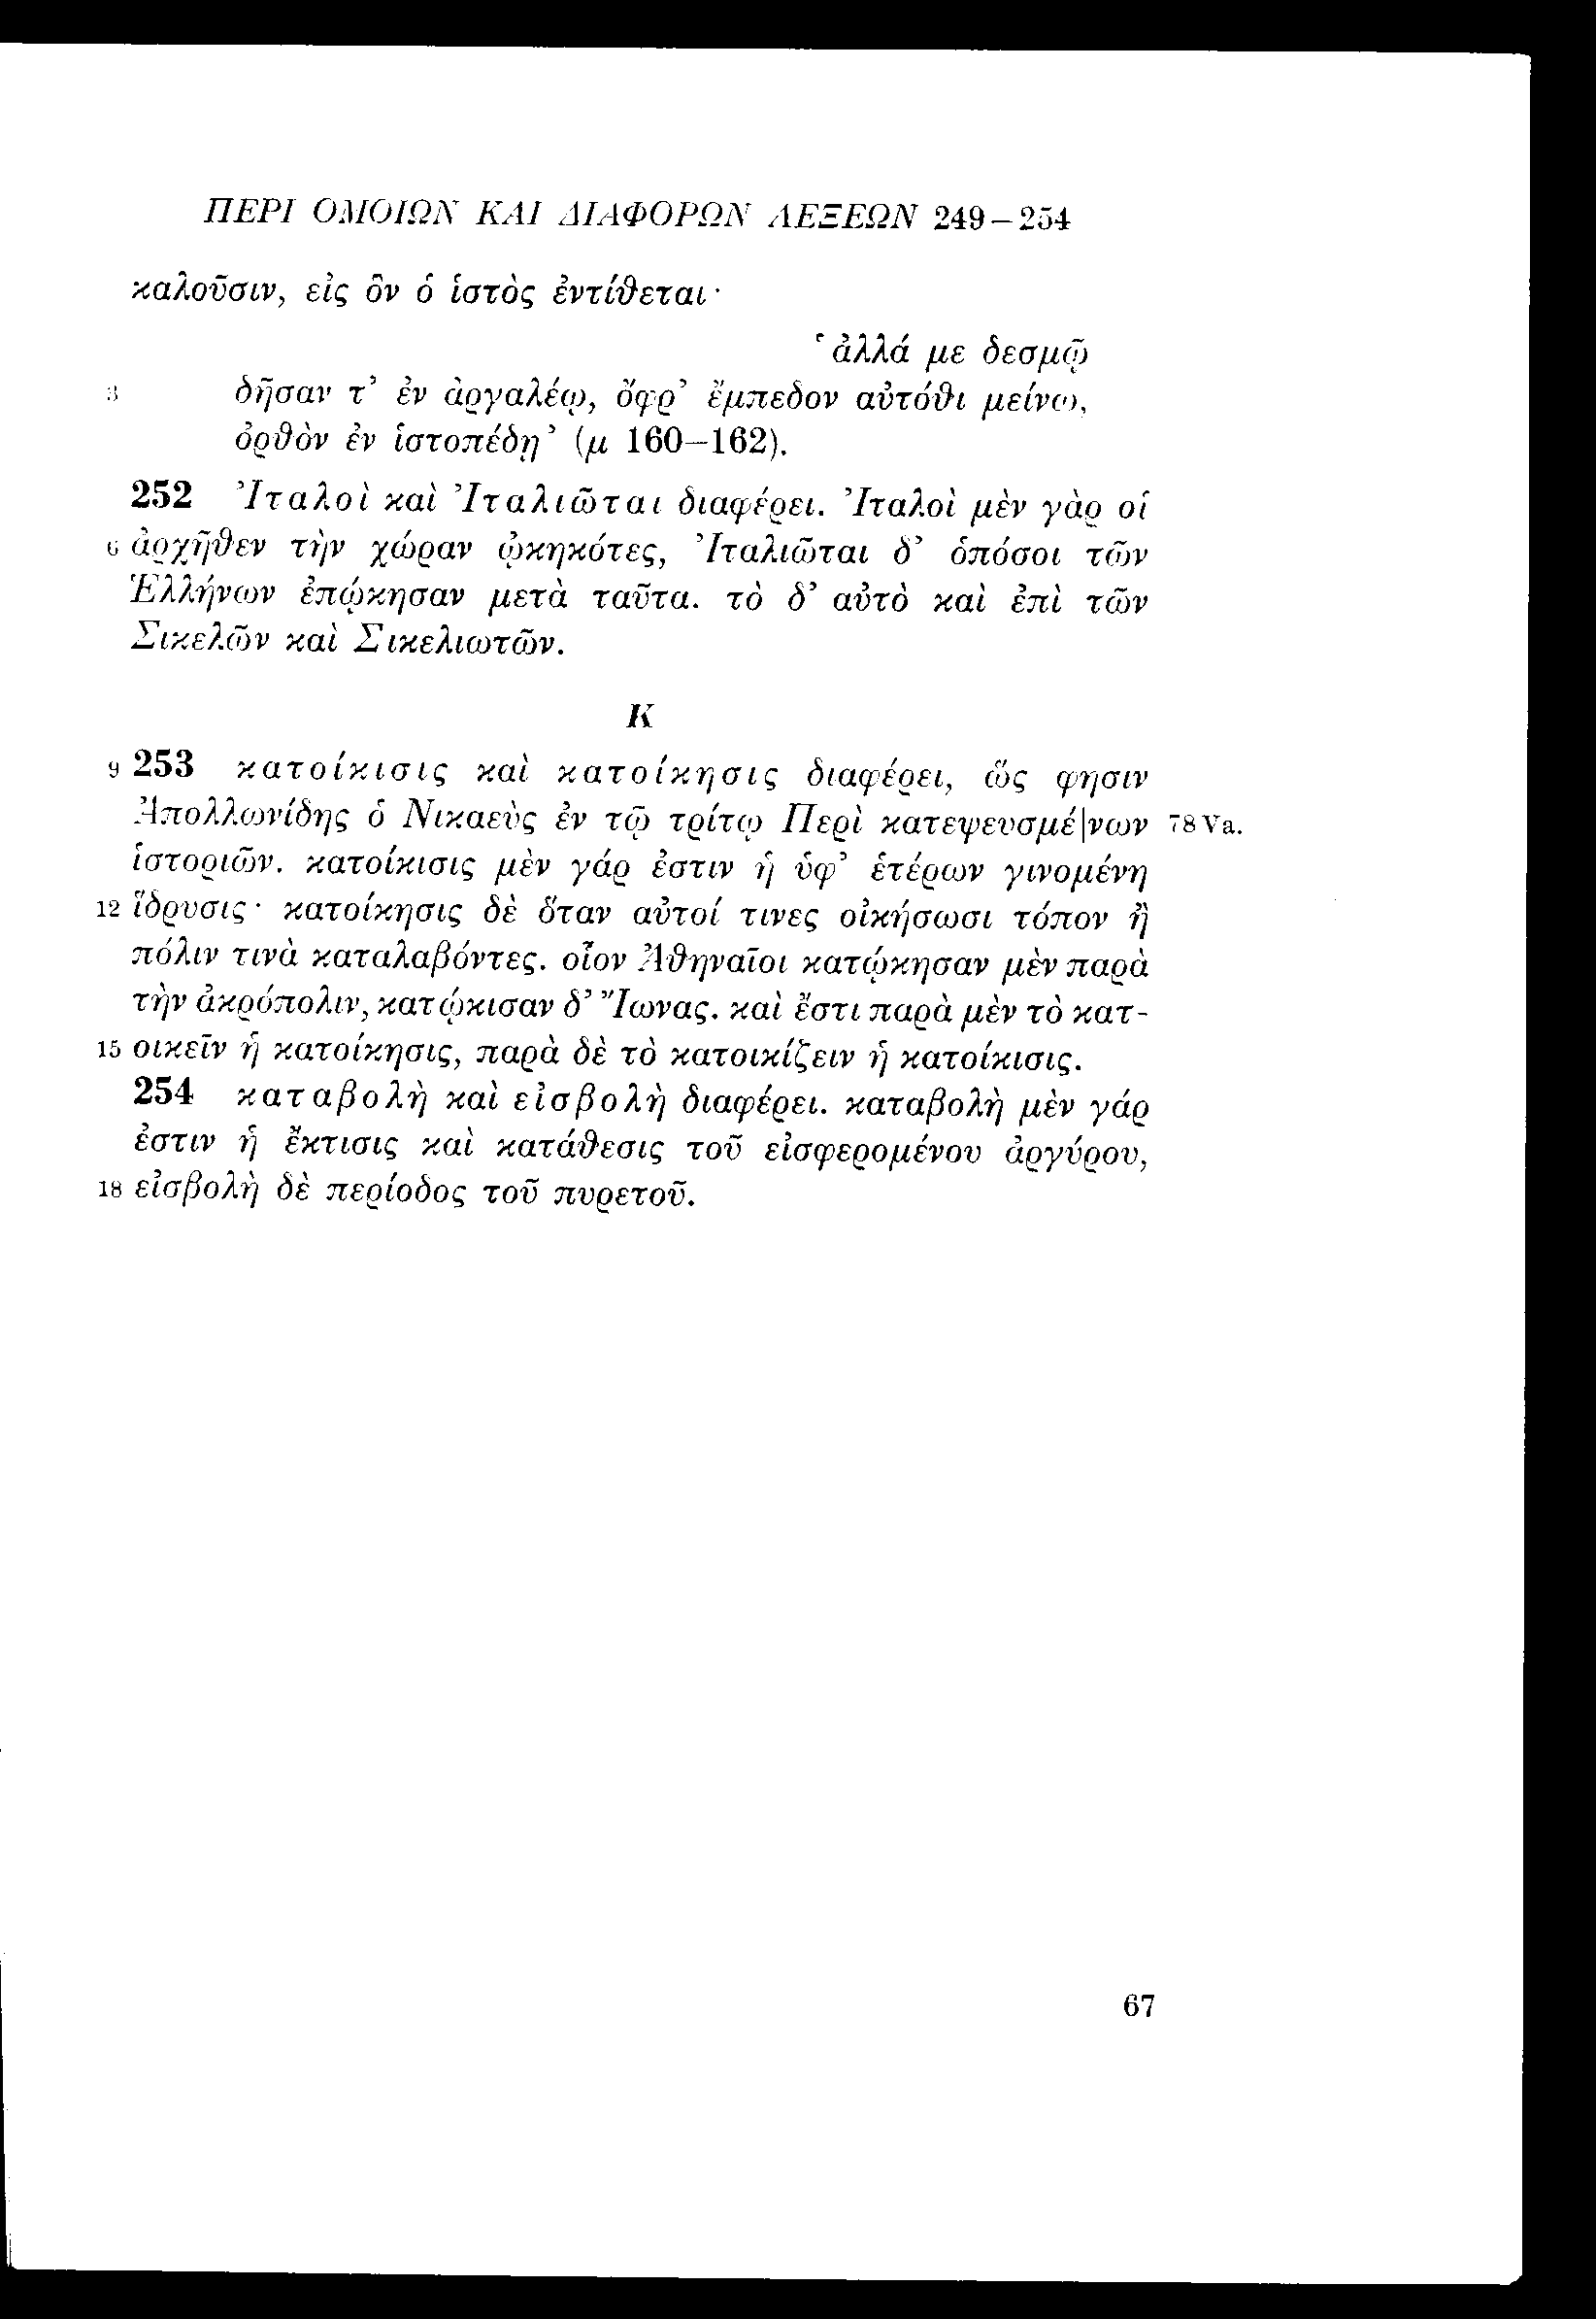 ΠΕΡΙ ΟΜΟΙΩΝ ΚΑΙ ΔΙΑΦΟΡΩΝ ΛΕΞΕΩΝ 249–254
καλοῦσιν, εἰς ὃν ὁ ἱστὸς ἐντίθεται·
‘ἀλλά με δεσμῷ
3 δῆσαν τ’ ἐν ἀργαλέῳ, ὄφρ’ ἔμπεδον αὐτόθι μείνω,
ὀρθὸν ἐν ἱστοπέδῃ’ (μ 160–162).
252 Ἰταλοὶ καὶ Ἰταλιῶται διαφέρει. Ἰταλοὶ μὲν γὰρ οἱ
6 ἀρχῆθεν τὴν χώραν ᾠκηκότες, Ἰταλιῶται δ’ ὁπόσοι τῶν
Ἑλλήνων ἐπῴκησαν μετὰ ταῦτα. τὸ δ’ αὐτὸ καὶ ἐπὶ τῶν
Σικελῶν καὶ Σικελιωτῶν.
Κ
9 253 κατοίκισις καὶ κατοίκησις διαφέρει, ὥς φησιν
Ἀπολλωνίδης ὁ Νικαεὺς ἐν τῷ τρίτῳ Περὶ κατεψευσμέ|νων 78 Va.
ἱστοριῶν. κατοίκισις μὲν γάρ ἐστιν ἡ ὑφ’ ἑτέρων γινομένη
12 ἵδρυσις· κατοίκησις δὲ ὅταν αὐτοί τινες οἰκήσωσι τόπον ἢ
πόλιν τινὰ καταλαβόντες. οἷον Ἀθηναῖοι κατῴκησαν μὲν παρὰ
τὴν ἀκρόπολιν, κατῴκισαν δ’ Ἴωνας. καὶ ἔστι παρὰ μὲν τὸ κατ-
15 οικεῖν ἡ κατοίκησις, παρὰ δὲ τὸ κατοικίζειν ἡ κατοίκισις.
254 καταβολὴ καὶ εἰσβολὴ διαφέρει. καταβολὴ μὲν γάρ
ἐστιν ἡ ἔκτισις καὶ κατάθεσις τοῦ εἰσφερομένου ἀργύρου,
18 εἰσβολὴ δὲ περίοδος τοῦ πυρετοῦ.
67